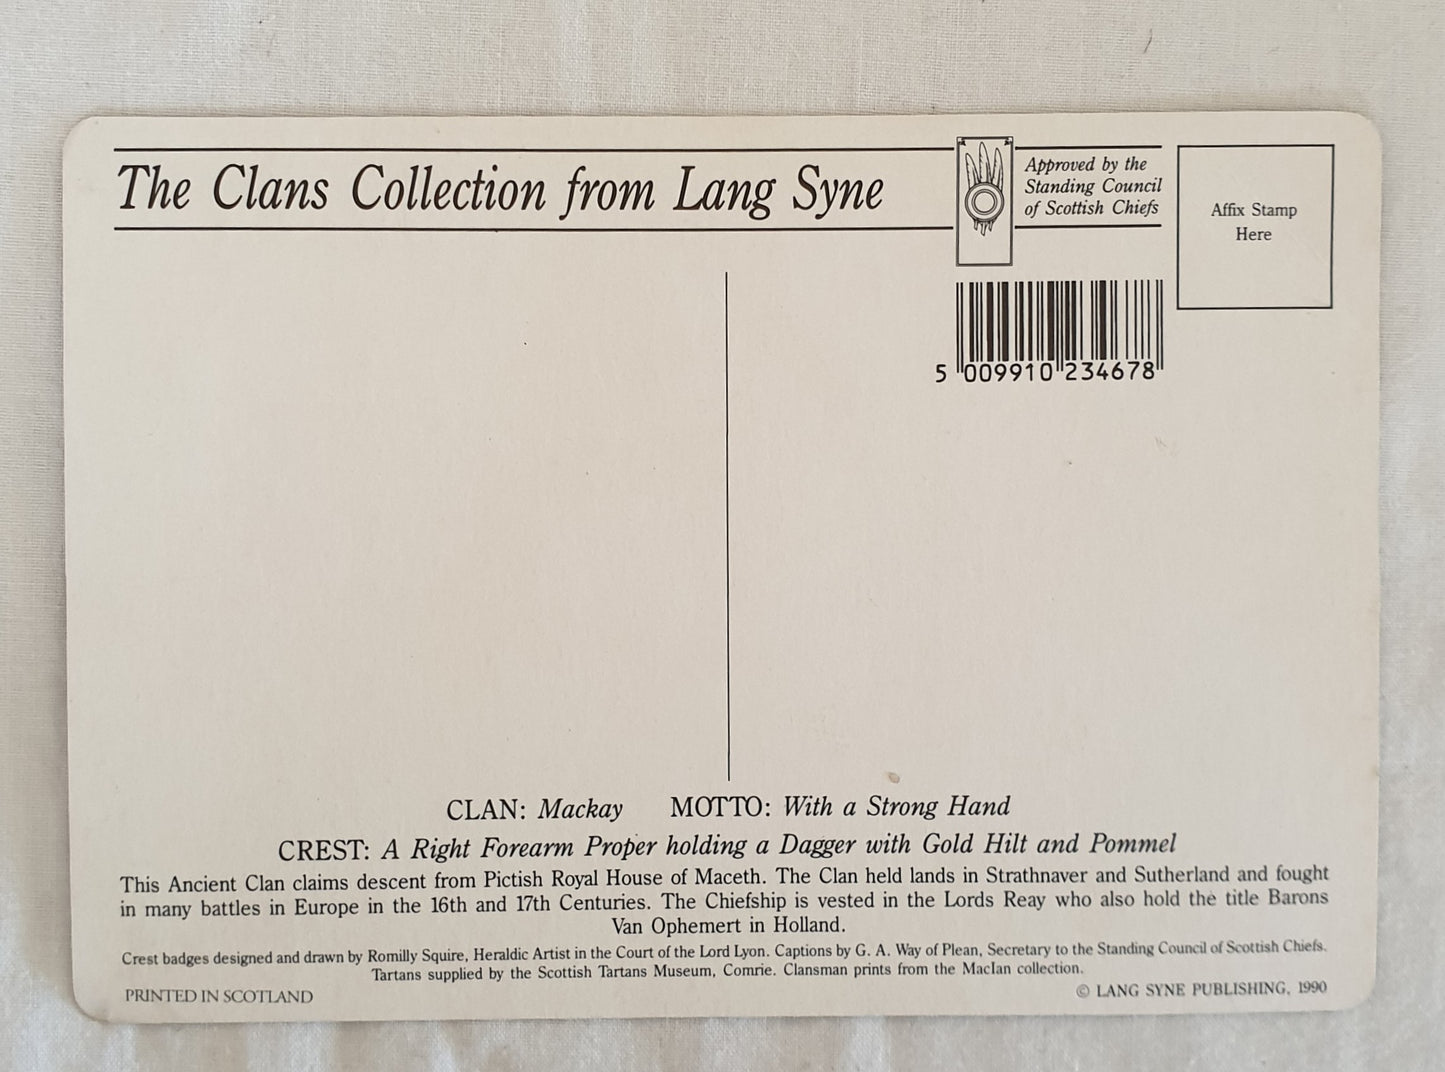 The Clans Collection from Lang Syne
Approved by the
Standing Council
of Scottish Chiefs
Affix Stamp
Here
5 009910 234678
CLAN: Mackay MOTTO: With a Strong Hand
CREST: A Right Forearm Proper holding a Dagger with Gold Hilt and Pommel
This Ancient Clan claims descent from Pictish Royal House of Maceth. The Clan held lands in Strathnaver and Sutherland and fought
in many battles in Europe in the 16th and 17th Centuries. The Chiefship is vested in the Lords Reay who also hold the title Barons
Van Ophemert in Holland.
Crest badges designed and drawn by Romilly Squire, Heraldic Artist in the Court of the Lord Lyon. Captions by G. A. Way of Plean, Secretary to the Standing Council of Scottish Chiefs.
Tartans supplied by the Scottish Tartans Museum, Comrie. Clansman prints from the MacIan collection.
PRINTED IN SCOTLAND
© LANG SYNE PUBLISHING, 1990